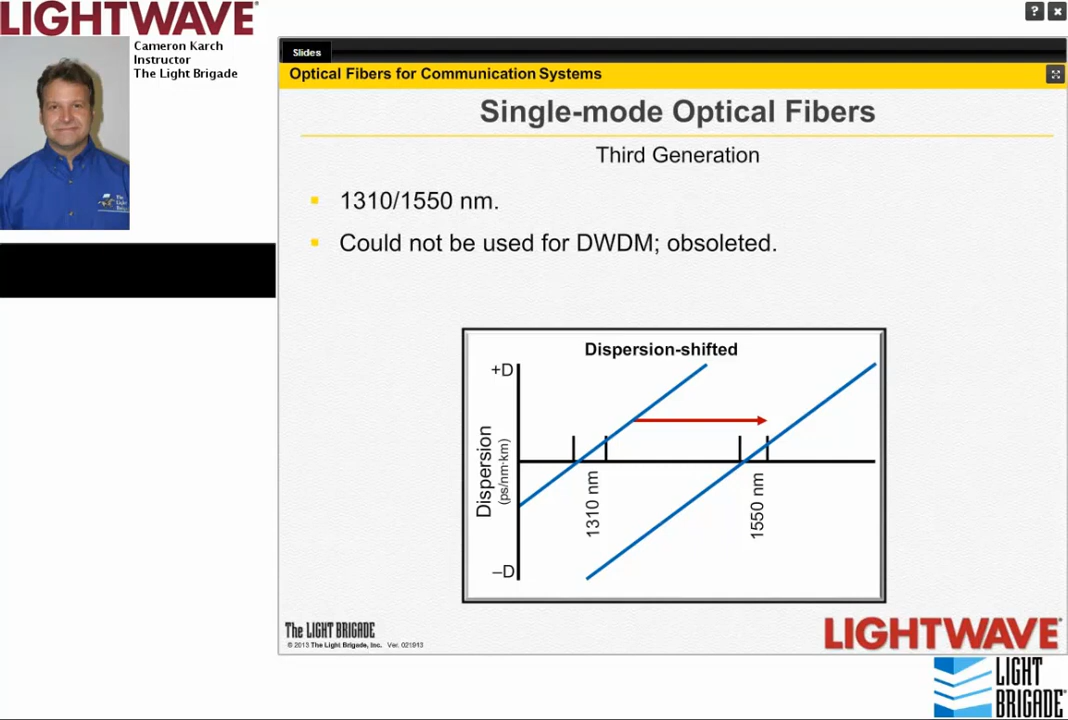 LIGHTWAVE
Cameron Karch
Instructor
The Light Brigade
? ×
Slides
Optical Fibers for Communication Systems
Single-mode Optical Fibers
Third Generation
1310/1550 nm.
Could not be used for DWDM; obsoleted.
Dispersion-shifted
+D
Dispersion
(ps/nm·km)
–D
1310 nm
1550 nm
The LIGHT BRIGADE
© 2013 The Light Brigade, Inc. Ver. 021913
LIGHTWAVE
LIGHT
BRIGADE